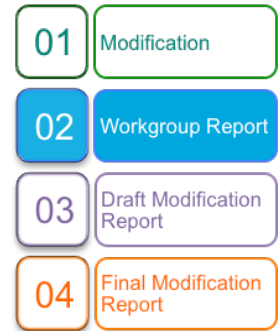 01
Modification
02
Workgroup Report
03
Draft Modification
Report
04
Final Modification
Report